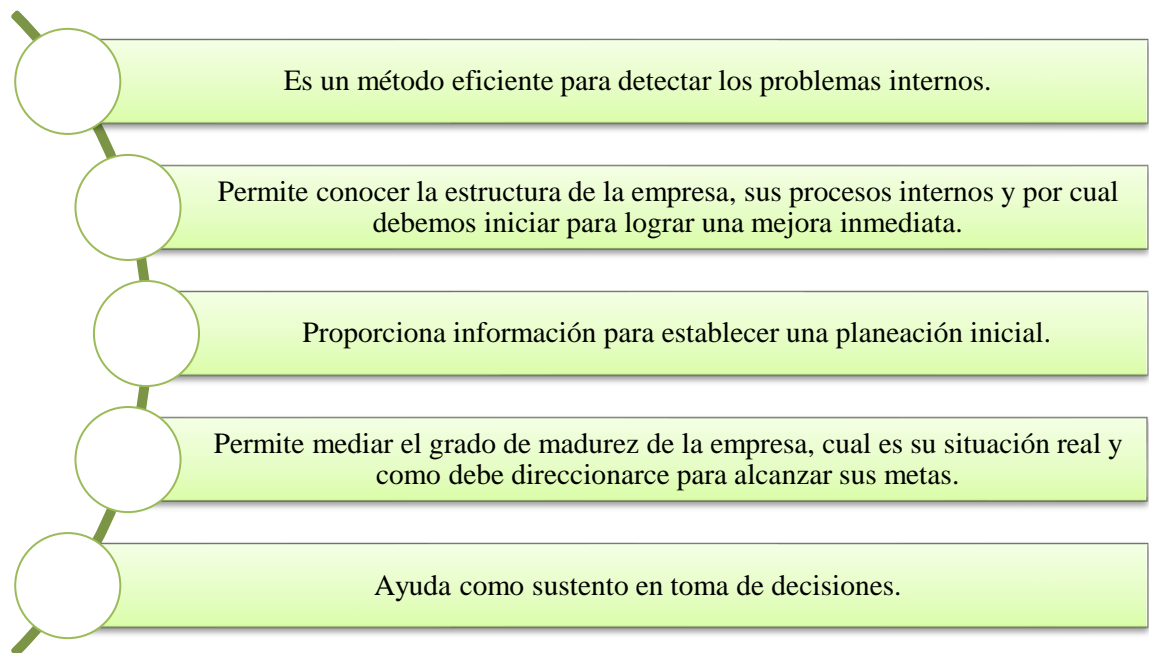 Es un método eficiente para detectar los problemas internos.
Permite conocer la estructura de la empresa, sus procesos internos y por cual
debemos iniciar para lograr una mejora inmediata.
Proporciona información para establecer una planeación inicial.
Permite mediar el grado de madurez de la empresa, cual es su situación real y
como debe direccionarce para alcanzar sus metas.
Ayuda como sustento en toma de decisiones.